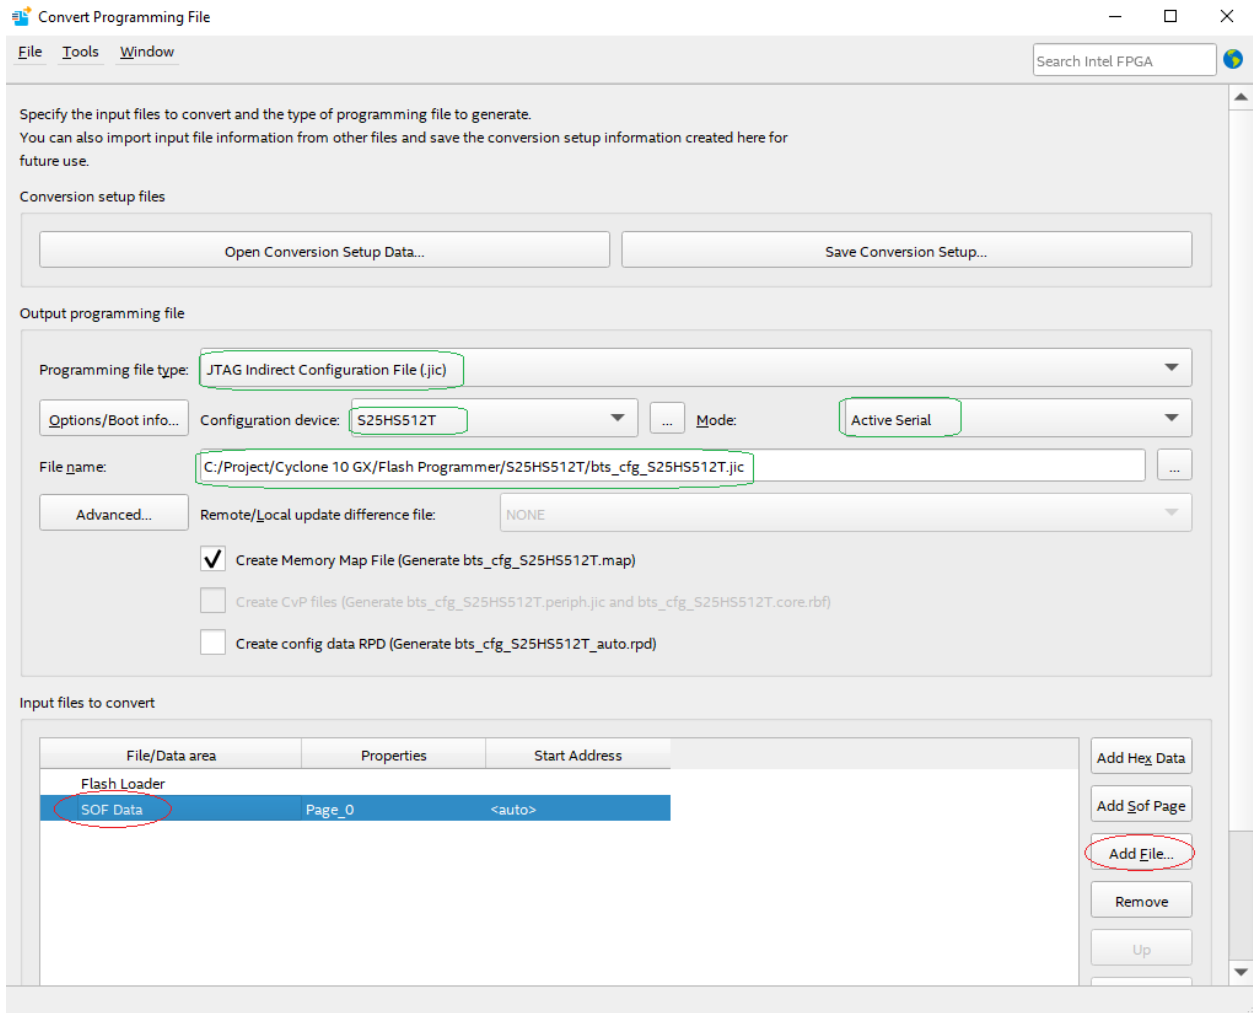 Convert Programming File
File Tools Window
Search Intel FPGA
Specify the input files to convert and the type of programming file to generate.
You can also import input file information from other files and save the conversion setup information created here for
future use.
Conversion setup files
Open Conversion Setup Data...
Save Conversion Setup...
Output programming file
Programming file type: JTAG Indirect Configuration File (.jic)
Options/Boot info... Configuration device: S25HS512T ... Mode: Active Serial
File name: C:/Project/Cyclone 10 GX/Flash Programmer/S25HS512T/bts_cfg_S25HS512T.jic ...
Advanced... Remote/Local update difference file: NONE
Create Memory Map File (Generate bts_cfg_S25HS512T.map)
Create CvP files (Generate bts_cfg_S25HS512T.periph.jic and bts_cfg_S25HS512T.core.rbf)
Create config data RPD (Generate bts_cfg_S25HS512T_auto.rpd)
Input files to convert
File/Data area Properties Start Address
Flash Loader
SOF Data Page_0 <auto>
Add Hex Data
Add Sof Page
Add File...
Remove
Up